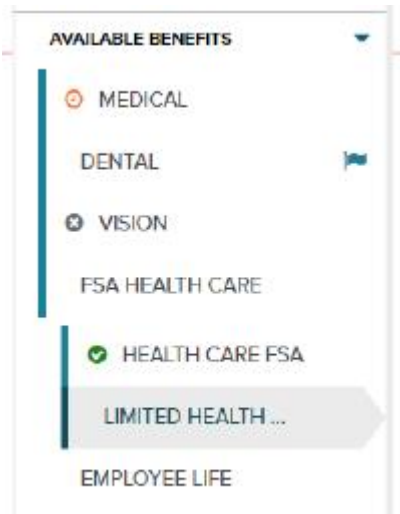 AVAILABLE BENEFITS
MEDICAL
DENTAL
VISION
FSA HEALTH CARE
HEALTH CARE FSA
LIMITED HEALTH ...
EMPLOYEE LIFE